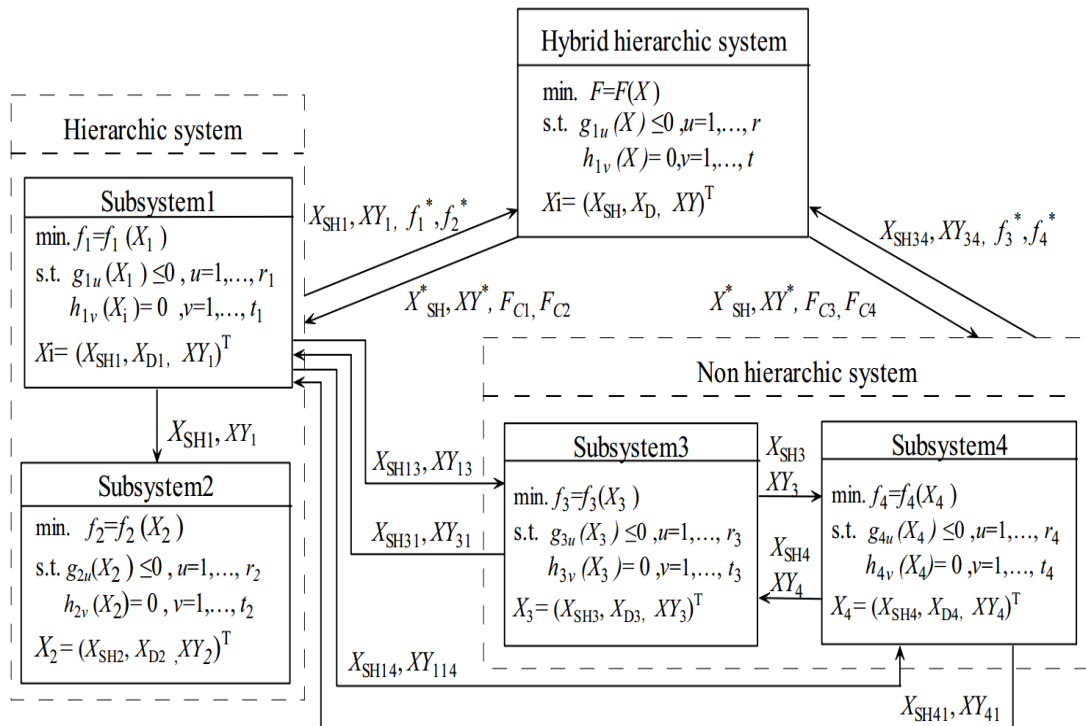 Hybrid hierarchic system
min. F=F(X)
s.t. g1u(X) ≤0 ,u=1,…, r
h1v(X)= 0,v=1,…, t
Xi= (XSH, XD, XY)T
Hierarchic system
Subsystem1
min. f1=f1 (X1)
s.t. g1u(X1) ≤0 , u=1,…, r1
h1v(Xi)= 0 ,v=1,…, t1
Xi= (XSH1, XD1, XY1)T
XSH1, XY1, f1*, f2*
X*SH, XY*, FC1, FC2
XSH34, XY34, f3*, f4*
X*SH, XY*, FC3, FC4
XSH1, XY1
Subsystem2
min. f2=f2 (X2)
s.t. g2u(X2) ≤0 , u=1,…, r2
h2v(X2)= 0 , v=1,…, t2
X2= (XSH2, XD2 ,XY2)T
XSH13, XY13
XSH31, XY31
XSH14, XY114
Non hierarchic system
Subsystem3
min. f3=f3(X3)
s.t. g3u(X3) ≤0 ,u=1,…, r3
h3v(X3)= 0 ,v=1,…, t3
X3= (XSH3, XD3, XY3)T
XSH3
XY3
XSH4
XY4
Subsystem4
min. f4=f4(X4)
s.t. g4u(X4) ≤0, u=1,…, r4
h4v(X4)= 0 ,v=1,…, t4
X4= (XSH4, XD4, XY4)T
XSH41, XY41